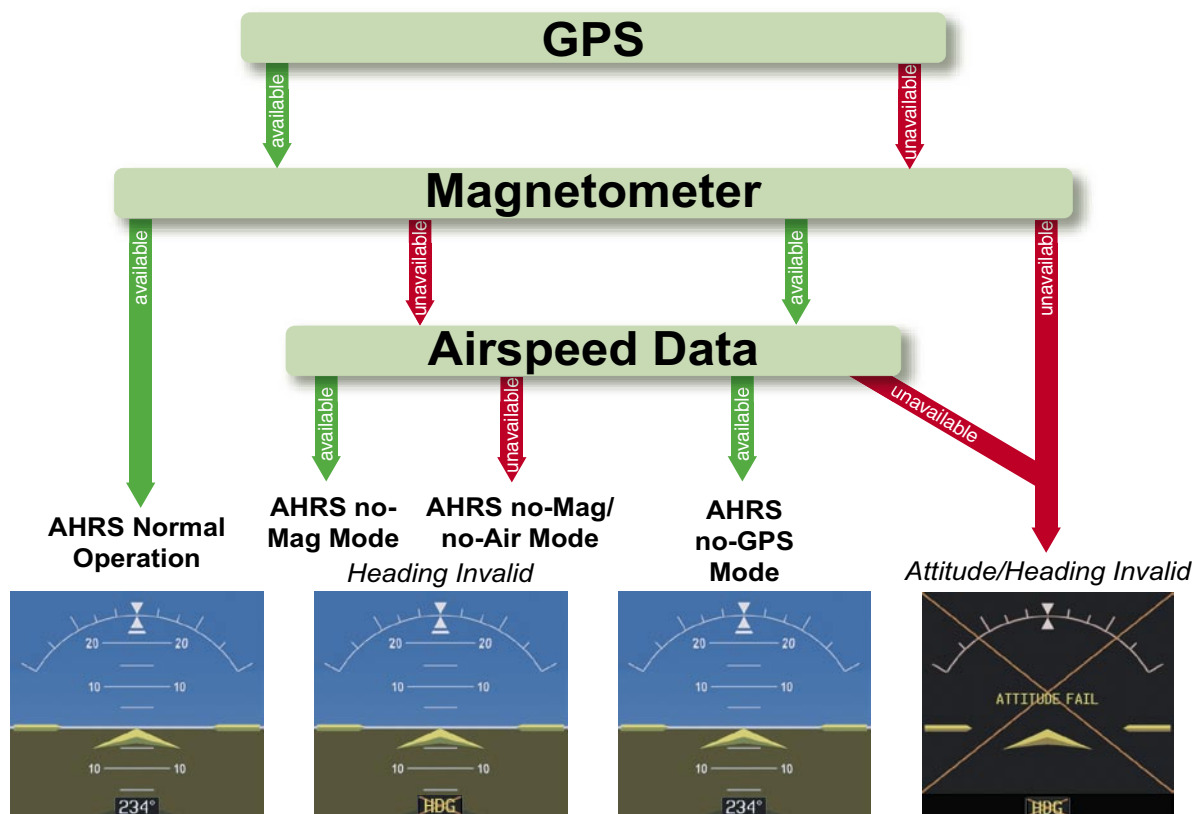 GPS
available
unavailable
Magnetometer
available
unavailable
available
unavailable
Airspeed Data
available
unavailable
available
unavailable
AHRS Normal
Operation
AHRS no-
Mag Mode
AHRS no-Mag/
no-Air Mode
Heading Invalid
AHRS
no-GPS
Mode
Attitude/Heading Invalid
20 20
10 10
10 10
234°
20 20
10 10
10 10
HDG
20 20
10 10
10 10
234°
ATTITUDE FAIL
HDG